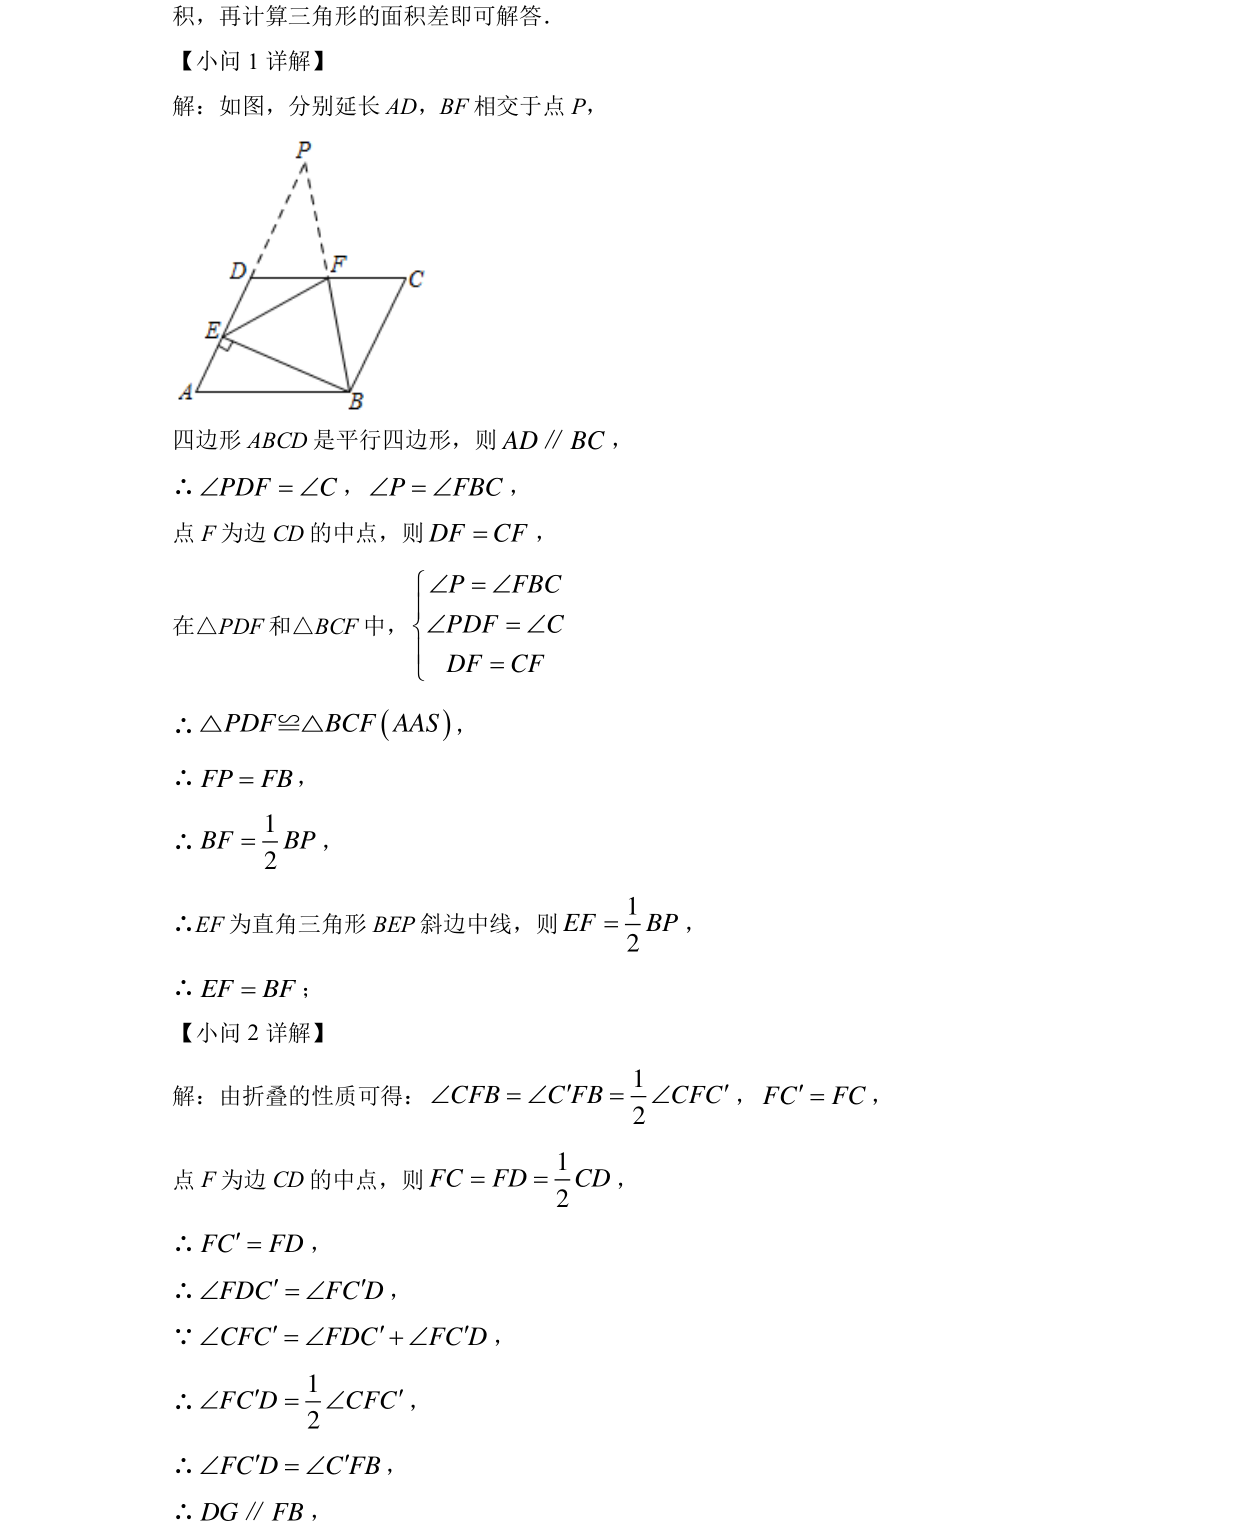 积，再计算三角形的面积差即可解答．
【小问 1 详解】
解：如图，分别延长 AD，BF 相交于点 P，
P
D F C
E
A B
四边形 ABCD 是平行四边形，则 AD∥BC，
∴∠PDF=∠C，∠P=∠FBC，
点 F 为边 CD 的中点，则 DF=CF，
在△PDF 和△BCF 中，{∠P=∠FBC
∠PDF=∠C
DF=CF
∴△PDF≌△BCF(AAS)，
∴FP=FB，
∴BF=1/2 BP，
∴EF 为直角三角形 BEP 斜边中线，则 EF=1/2 BP，
∴EF=BF；
【小问 2 详解】
解：由折叠的性质可得：∠CFB=∠C′FB=1/2∠CFC′，FC′=FC，
点 F 为边 CD 的中点，则 FC=FD=1/2 CD，
∴FC′=FD，
∴∠FDC′=∠FC′D，
∵∠CFC′=∠FDC′+∠FC′D，
∴∠FC′D=1/2∠CFC′，
∴∠FC′D=∠C′FB，
∴DG∥FB，